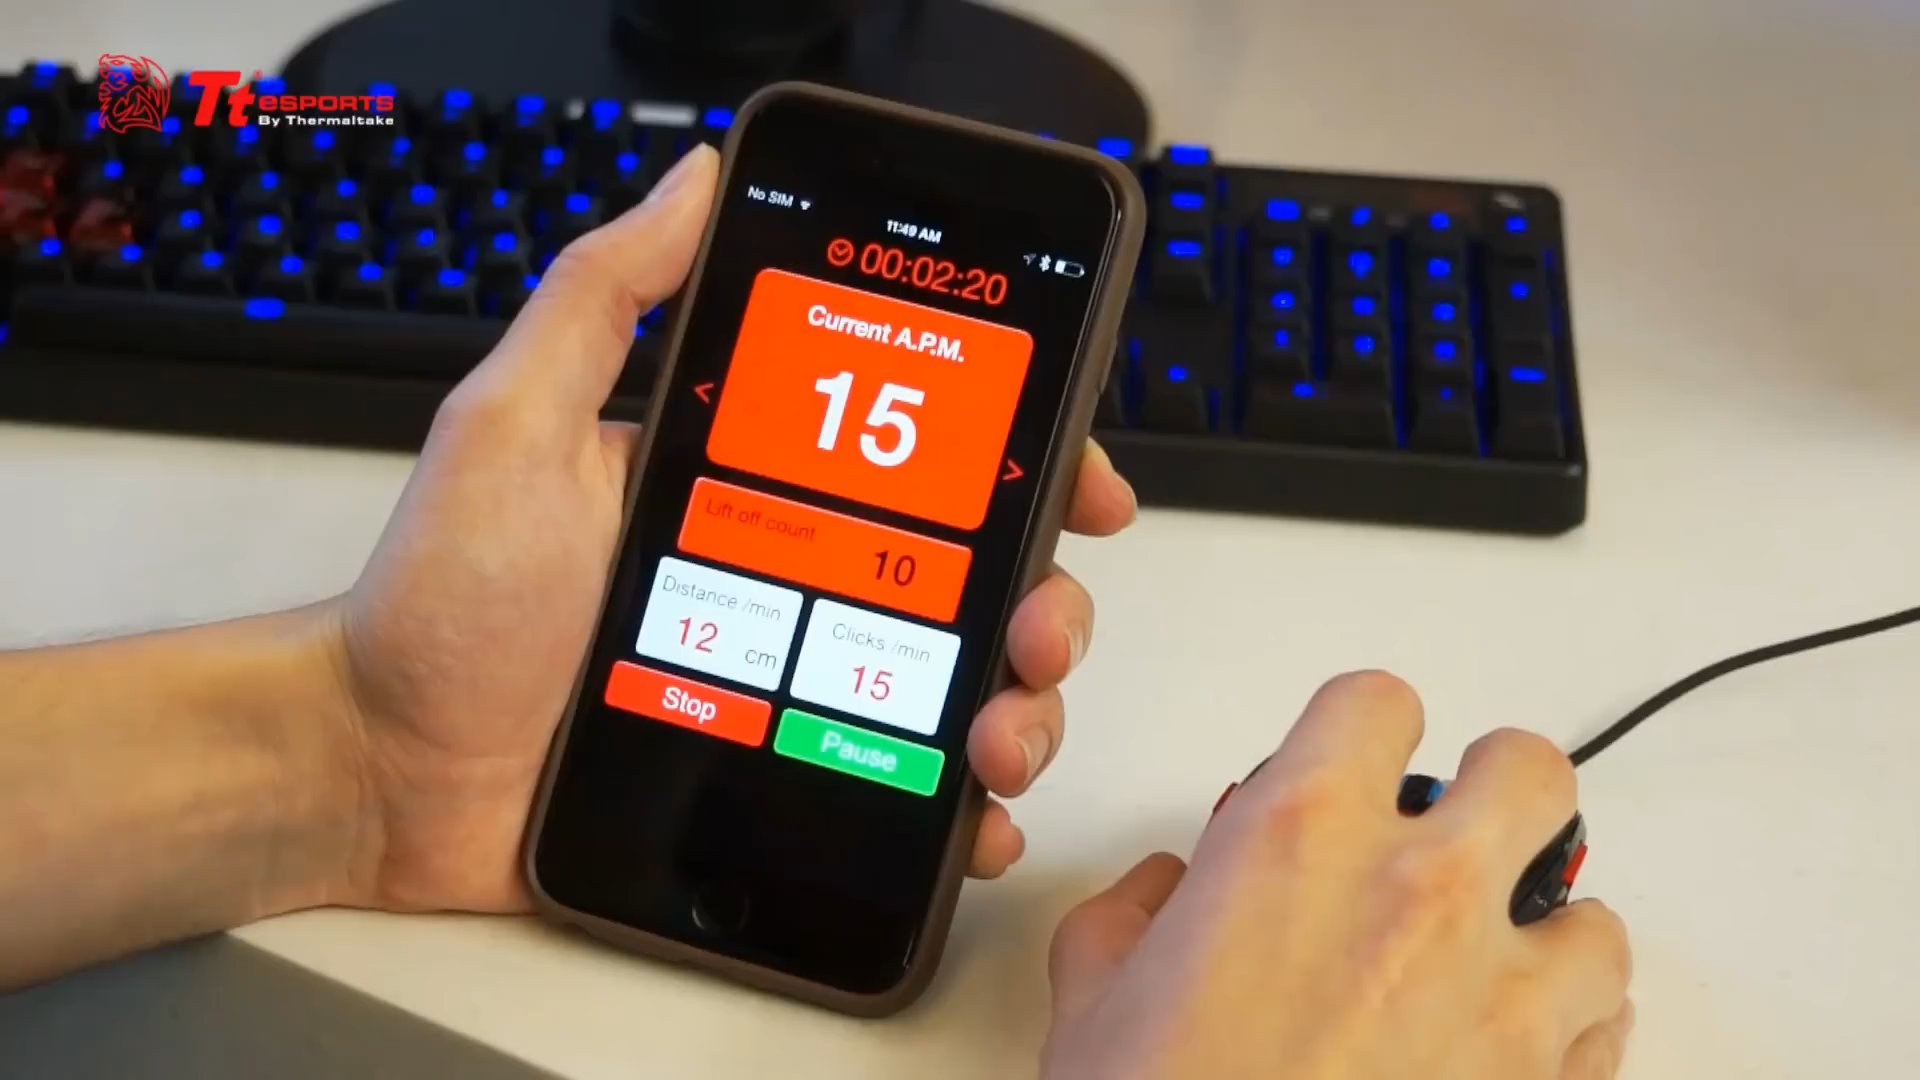 Tt eSPORTS
By Thermaltake
No SIM
11:49 AM
00:02:20
Current A.P.M.
<
15
>
Lift off count
10
Distance /min
12 cm
Clicks /min
15
Stop
Pause